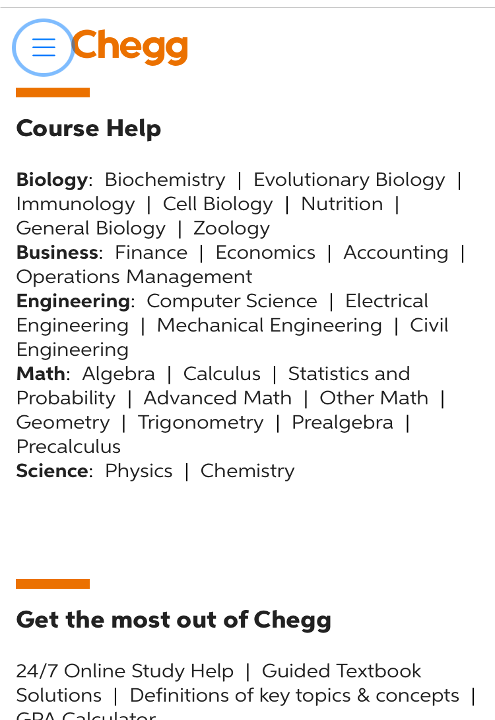 Chegg
Course Help
Biology:  Biochemistry  |  Evolutionary Biology  |
Immunology  |  Cell Biology  |  Nutrition  |
General Biology  |  Zoology
Business:  Finance  |  Economics  |  Accounting  |
Operations Management
Engineering:  Computer Science  |  Electrical
Engineering  |  Mechanical Engineering  |  Civil
Engineering
Math:  Algebra  |  Calculus  |  Statistics and
Probability  |  Advanced Math  |  Other Math  |
Geometry  |  Trigonometry  |  Prealgebra  |
Precalculus
Science:  Physics  |  Chemistry
Get the most out of Chegg
24/7 Online Study Help  |  Guided Textbook
Solutions  |  Definitions of key topics & concepts  |
GPA Calculator